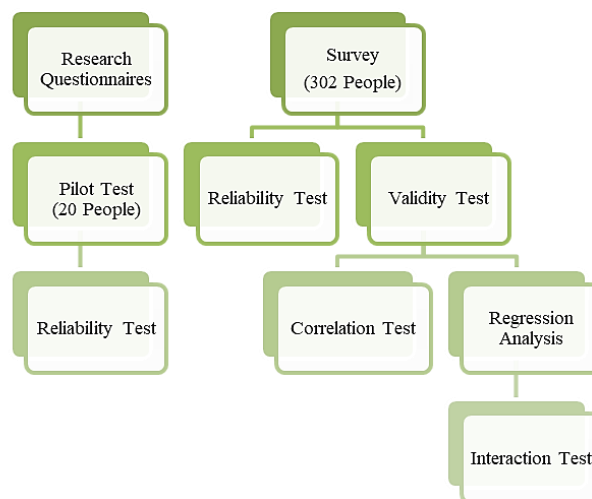 Research
Questionnaires
Survey
(302 People)
Pilot Test
(20 People)
Reliability Test
Validity Test
Reliability Test
Correlation Test
Regression
Analysis
Interaction Test